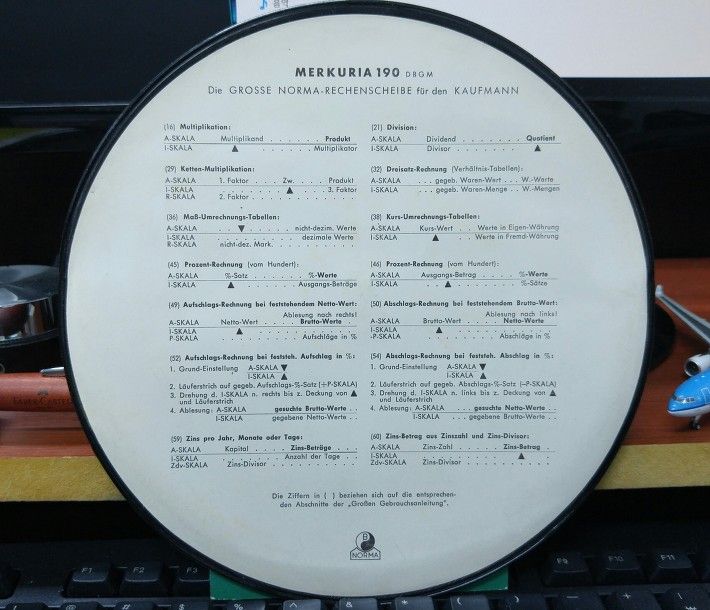 MERKURIA 190 DBGM
Die GROSSE NORMA-RECHENSCHEIBE für den KAUFMANN
(16) Multiplikation:
A-SKALA Multiplikand . . . . . . Produkt
I-SKALA ▲ . . . . . . . Multiplikator
(21) Division:
A-SKALA Dividend . . . . . . . . Quotient
I-SKALA Divisor . . . . . . . . . ▲
(29) Ketten-Multiplikation:
A-SKALA 1. Faktor . . . Zw. . . . Produkt
I-SKALA . . . . . . . ▲ . . . 3. Faktor
R-SKALA 2. Faktor . .
(32) Dreisatz-Rechnung (Verhältnis-Tabellen):
A-SKALA . . . gegeb. Waren-Wert . . W.-Werte
I-SKALA . . . gegeb. Waren-Menge . . W.-Mengen
(36) Maß-Umrechnungs-Tabellen:
A-SKALA ▼ . . . . . nicht-dezim. Werte
I-SKALA . . . . . . . . dezimale Werte
R-SKALA nicht-dez. Mark. . . . . . . .
(38) Kurs-Umrechnungs-Tabellen:
A-SKALA Kurs-Wert . . Werte in Eigen-Währung
I-SKALA ▲ . . Werte in Fremd-Währung
(45) Prozent-Rechnung (vom Hundert):
A-SKALA %-Satz . . . . . . . %-Werte
I-SKALA ▲ . . . . . Ausgangs-Beträge
(46) Prozent-Rechnung (vom Hundert):
A-SKALA Ausgangs-Betrag . . . . %-Werte
I-SKALA . . . ▲ . . . . . . %-Sätze
(49) Aufschlags-Rechnung bei feststehendem Netto-Wert:
Ablesung nach rechts!
A-SKALA Netto-Wert . . . Brutto-Werte . .
I-SKALA ▲
P-SKALA . . . . . . Aufschläge in %
(50) Abschlags-Rechnung bei feststehendem Brutto-Wert:
Ablesung nach links!
A-SKALA Brutto-Wert . . . Netto-Werte . .
I-SKALA ▲
-P-SKALA . . . . . . Abschläge in %
(52) Aufschlags-Rechnung bei feststeh. Aufschlag in %:
1. Grund-Einstellung A-SKALA ▼
I-SKALA ▲
2. Läuferstrich auf gegeb. Aufschlags-%-Satz (+P-SKALA)
3. Drehung d. I-SKALA n. rechts bis z. Deckung von ▲
und Läuferstrich
4. Ablesung: A-SKALA gesuchte Brutto-Werte . .
I-SKALA gegebene Netto-Werte . .
(54) Abschlags-Rechnung bei feststeh. Abschlag in %:
1. Grund-Einstellung A-SKALA ▼
I-SKALA ▲
2. Läuferstrich auf gegeb. Abschlags-%-Satz (–P-SKALA)
3. Drehung d. I-SKALA n. links bis z. Deckung von ▲
und Läuferstrich
4. Ablesung: A-SKALA gesuchte Netto-Werte . .
I-SKALA gegebene Brutto-Werte . .
(59) Zins pro Jahr, Monate oder Tage:
A-SKALA Kapital . . . . Zins-Beträge . . .
I-SKALA . . . . . . Anzahl der Tage . .
Zdv-SKALA Zins-Divisor . . . . . . . .
(60) Zins-Betrag aus Zinszahl und Zins-Divisor:
A-SKALA Zins-Zahl . . . . Zins-Betrag . .
I-SKALA ▲
Zdv-SKALA Zins-Divisor . . . . . . . .
Die Ziffern in ( ) beziehen sich auf die entsprechen-
den Abschnitte der „Großen Gebrauchsanleitung".
B
NORMA
F1 F2 F3 F9 F10 F11